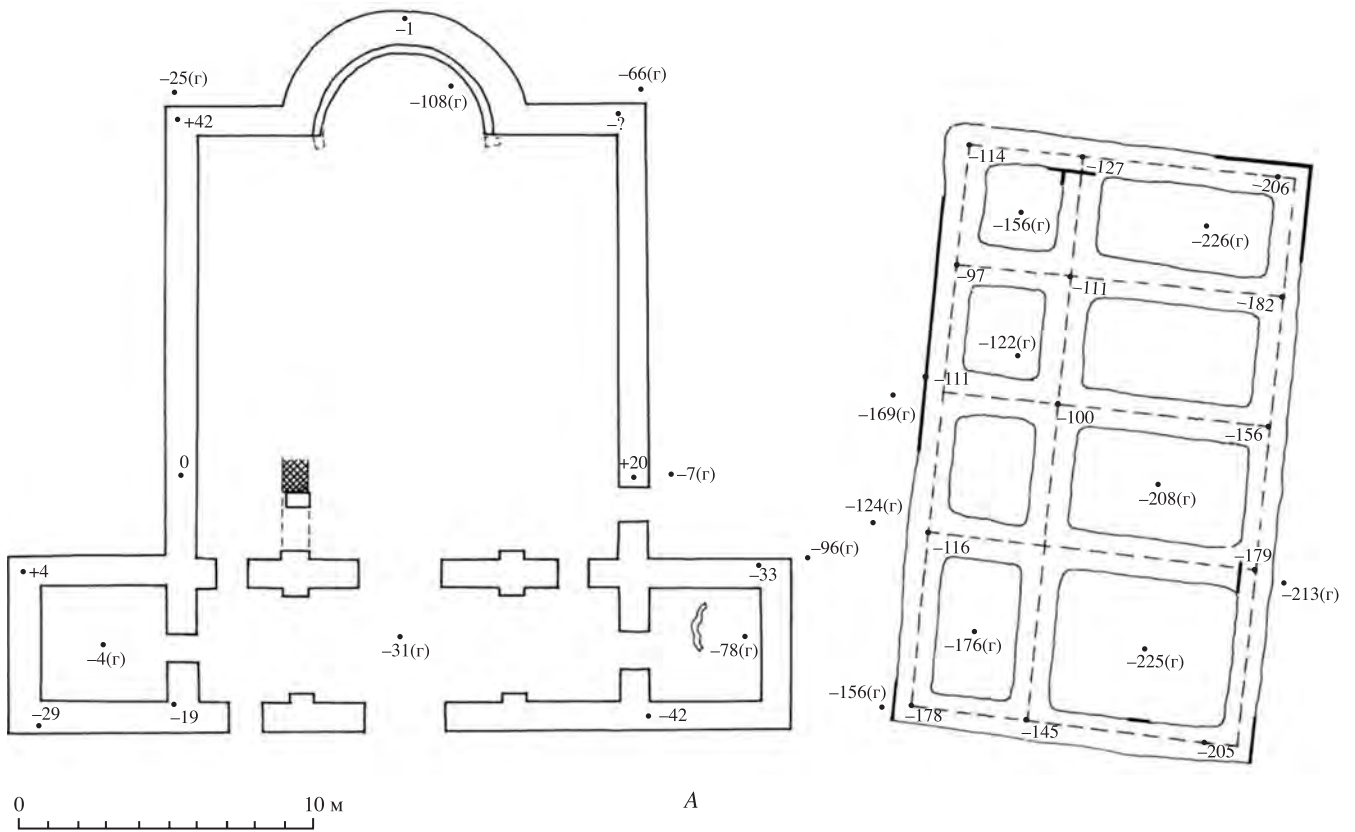 –1
–25(г)
–66(г)
–108(г)
+42
–?
0
+20
–7(г)
+4
–33
–96(г)
–4(г)
–31(г)
–78(г)
–29
–19
–42
–114
–127
–206
–156(г)
–226(г)
–97
–111
–182
–122(г)
–111
–169(г)
–100
–156
–208(г)
–124(г)
–116
–179
–213(г)
–176(г)
–225(г)
–156(г)
–178
–145
–205
0 10 м
А